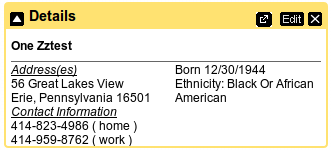 Details
Edit
One Zztest
Address(es)
56 Great Lakes View
Erie, Pennsylvania 16501
Contact Information
414-823-4986 ( home )
414-959-8762 ( work )
Born 12/30/1944
Ethnicity: Black Or African
American